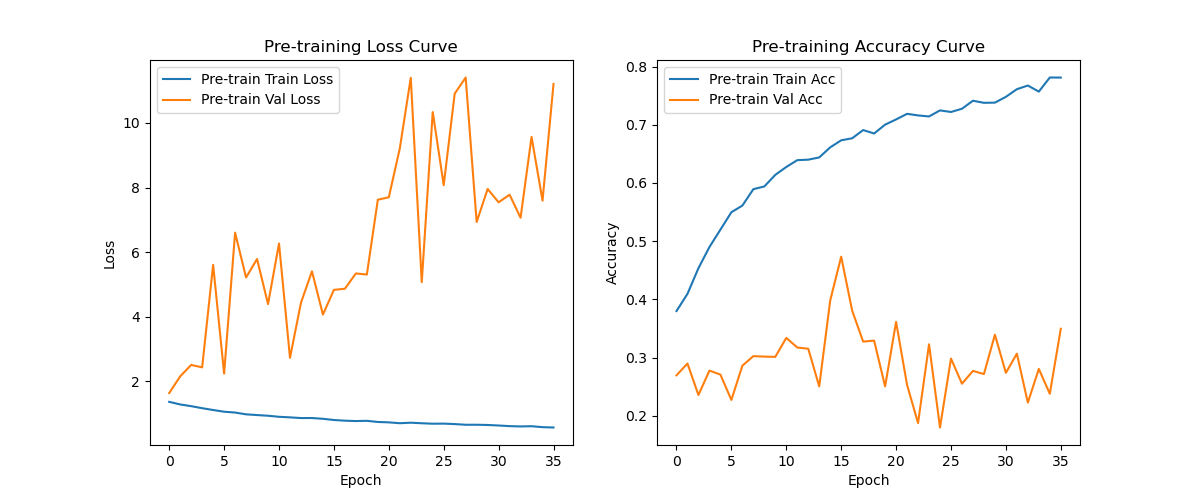 Pre-training Loss Curve
Pre-train Train Loss
Pre-train Val Loss
10
8
6
4
2
Loss
0 5 10 15 20 25 30 35
Epoch
Pre-training Accuracy Curve
Pre-train Train Acc
Pre-train Val Acc
0.8
0.7
0.6
0.5
0.4
0.3
0.2
Accuracy
0 5 10 15 20 25 30 35
Epoch